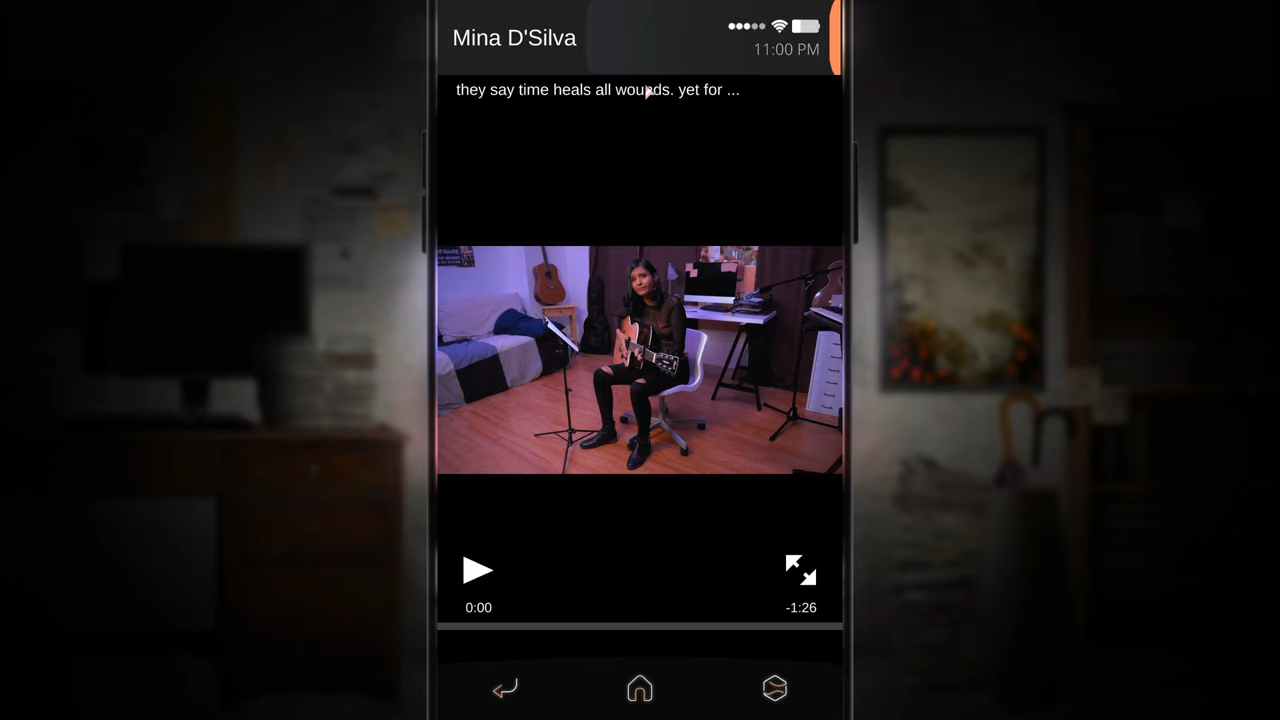 Mina D'Silva
11:00 PM
they say time heals all wounds. yet for ...
0:00
-1:26